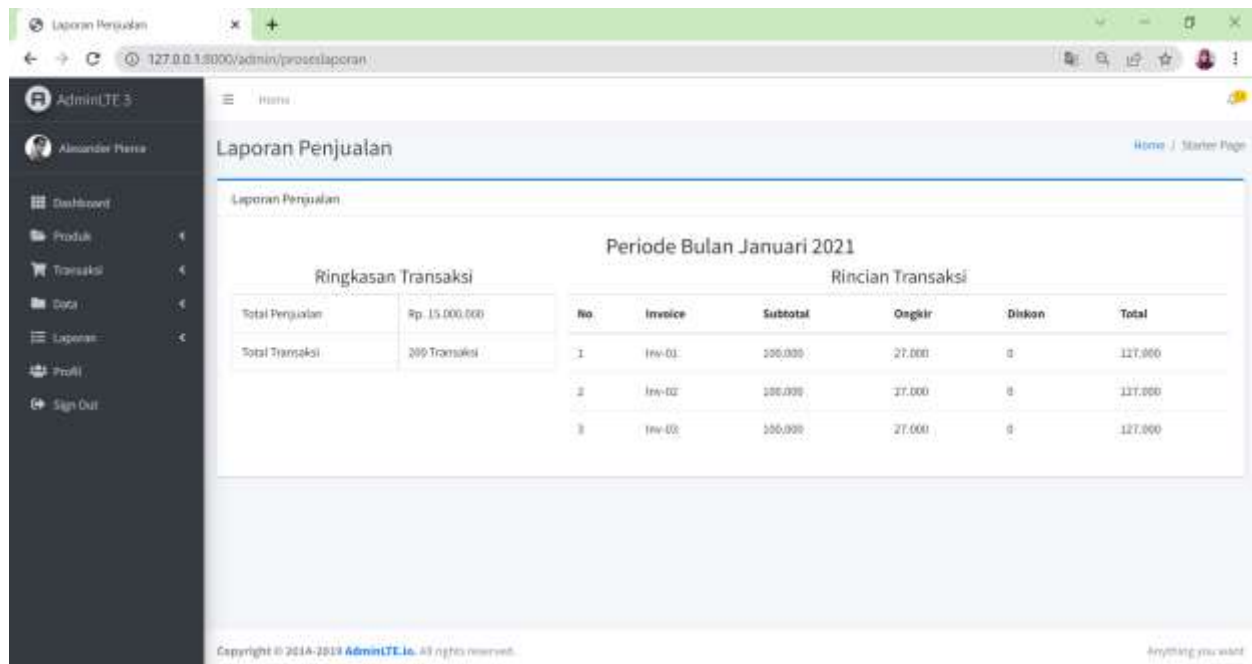 Laporan Penjualan
127.0.0.1:8000/admin/proseslaporan
AdminLTE 3
Home
Alexander Pierce
Laporan Penjualan
Home / Starter Page
Dashboard
Produk
Transaksi
Data
Laporan
Profil
Sign Out
Laporan Penjualan
Periode Bulan Januari 2021
Ringkasan Transaksi
Total Penjualan Rp. 15.000.000
Total Transaksi 200 Transaksi
Rincian Transaksi
No Invoice Subtotal Ongkir Diskon Total
1 Inv-01 100.000 27.000 0 127.000
2 Inv-02 100.000 27.000 0 127.000
3 Inv-03 100.000 27.000 0 127.000
Copyright © 2014-2019 AdminLTE.io. All rights reserved.
Anything you want